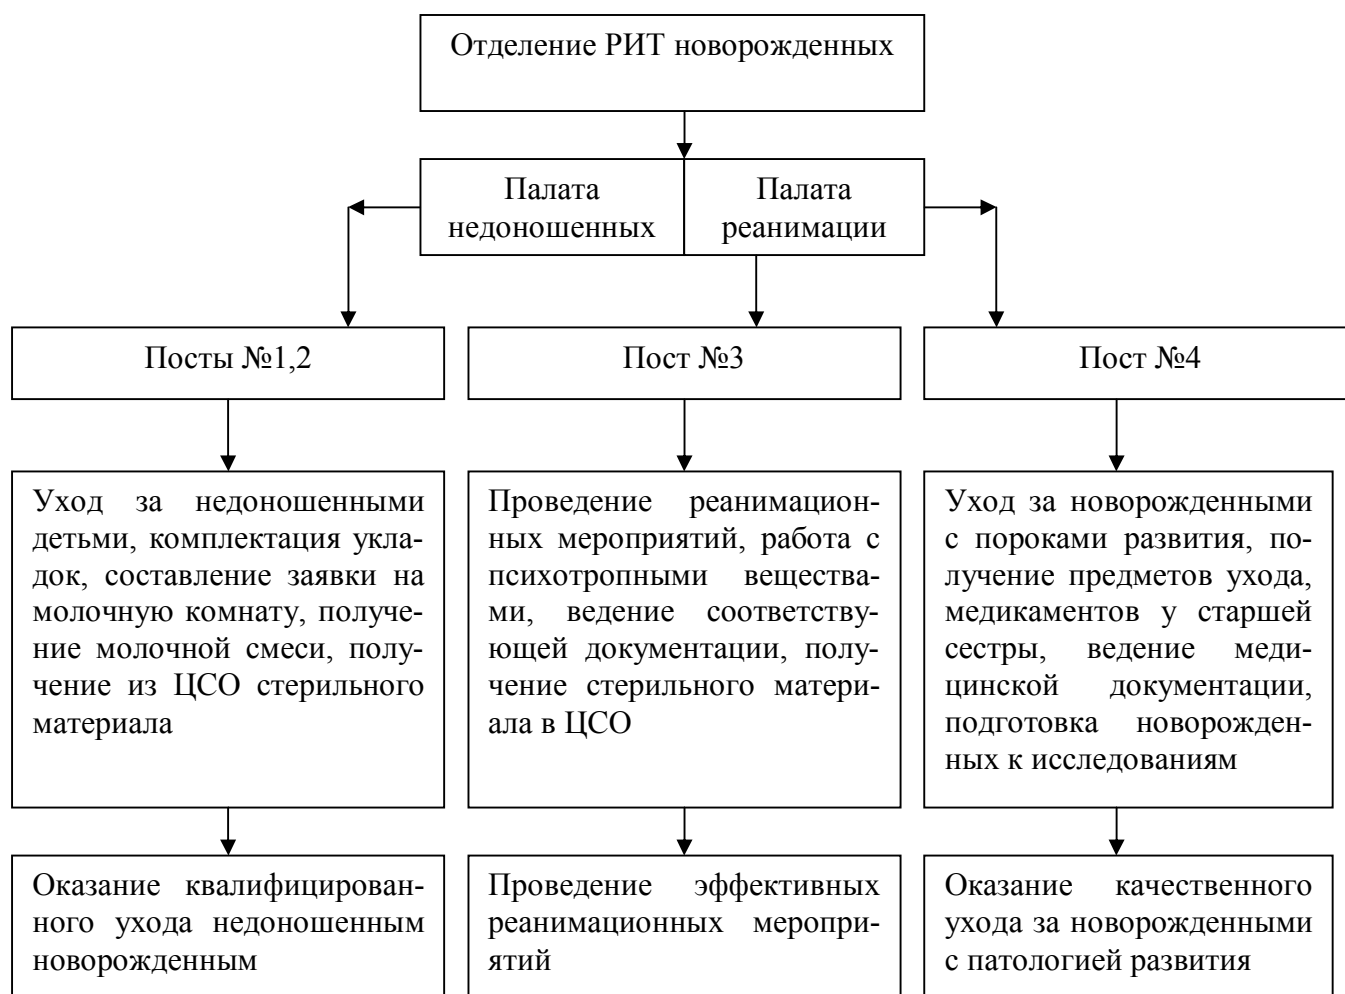 Отделение РИТ новорожденных
Палата
недоношенных
Палата
реанимации
Посты №1,2
Пост №3
Пост №4
Уход за недоношенными
детьми, комплектация укла-
док, составление заявки на
молочную комнату, получе-
ние молочной смеси, полу-
чение из ЦСО стерильного
материала
Проведение реанимацион-
ных мероприятий, работа с
психотропными вещества-
ми, ведение соответству-
ющей документации, полу-
чение стерильного матери-
ала в ЦСО
Уход за новорожденными
с пороками развития, по-
лучение предметов ухода,
медикаментов у старшей
сестры, ведение меди-
цинской документации,
подготовка новорожден-
ных к исследованиям
Оказание квалифицирован-
ного ухода недоношенным
новорожденным
Проведение эффективных
реанимационных меропри-
ятий
Оказание качественного
ухода за новорожденными
с патологией развития